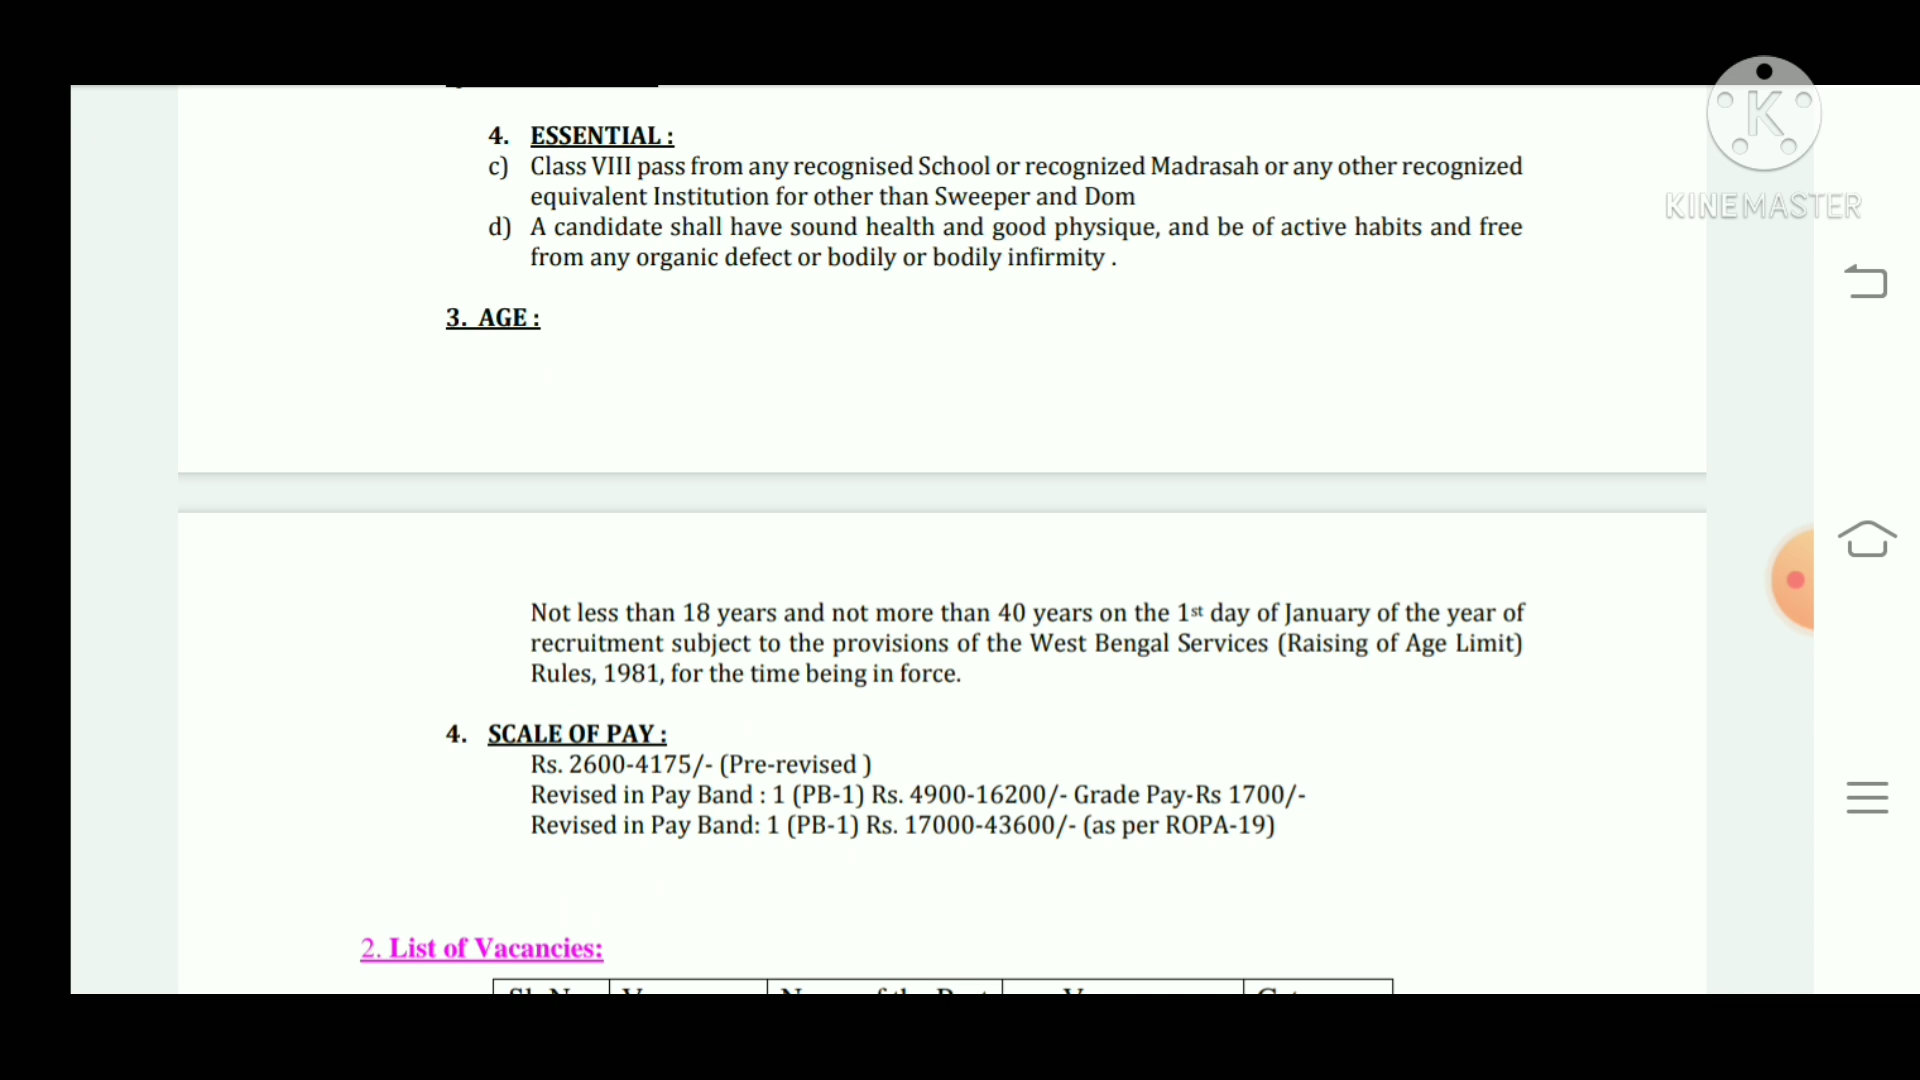 4. ESSENTIAL :
c) Class VIII pass from any recognised School or recognized Madrasah or any other recognized
equivalent Institution for other than Sweeper and Dom
d) A candidate shall have sound health and good physique, and be of active habits and free
from any organic defect or bodily or bodily infirmity .
K
KINEMASTER
3. AGE :
Not less than 18 years and not more than 40 years on the 1st day of January of the year of
recruitment subject to the provisions of the West Bengal Services (Raising of Age Limit)
Rules, 1981, for the time being in force.
4. SCALE OF PAY :
Rs. 2600-4175/- (Pre-revised )
Revised in Pay Band : 1 (PB-1) Rs. 4900-16200/- Grade Pay-Rs 1700/-
Revised in Pay Band: 1 (PB-1) Rs. 17000-43600/- (as per ROPA-19)
2. List of Vacancies: